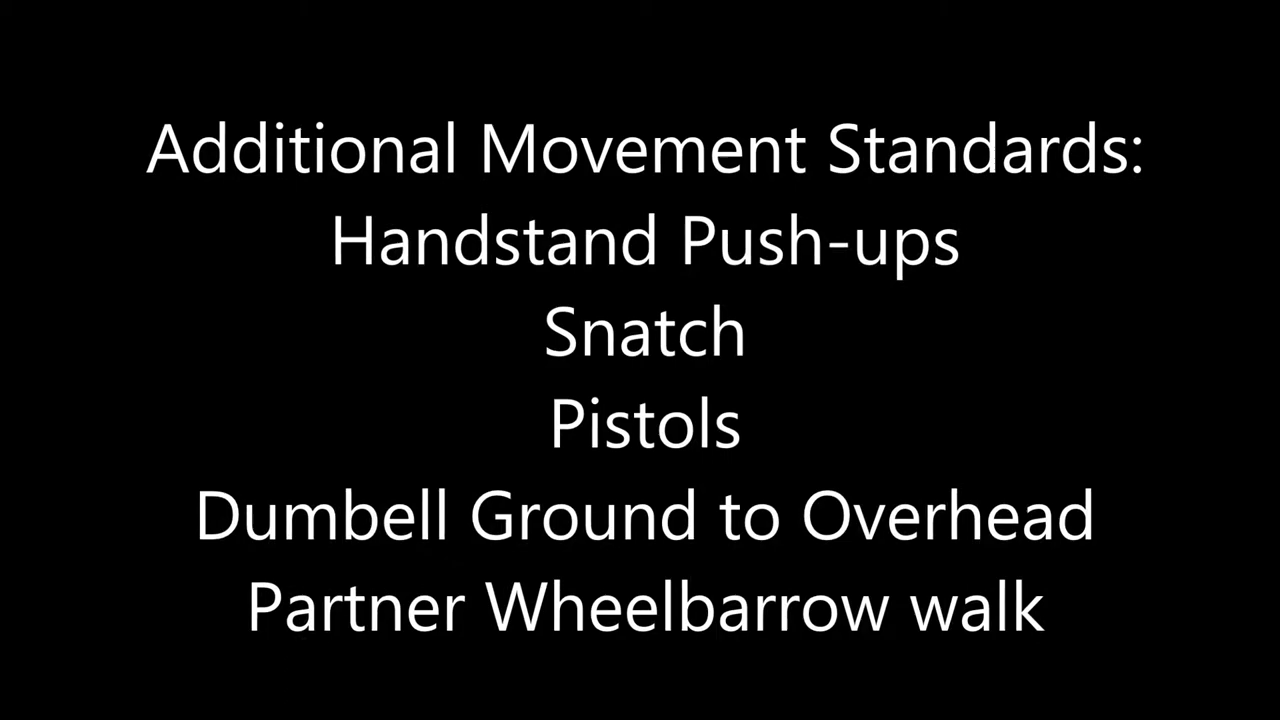 Additional Movement Standards:
Handstand Push-ups
Snatch
Pistols
Dumbell Ground to Overhead
Partner Wheelbarrow walk